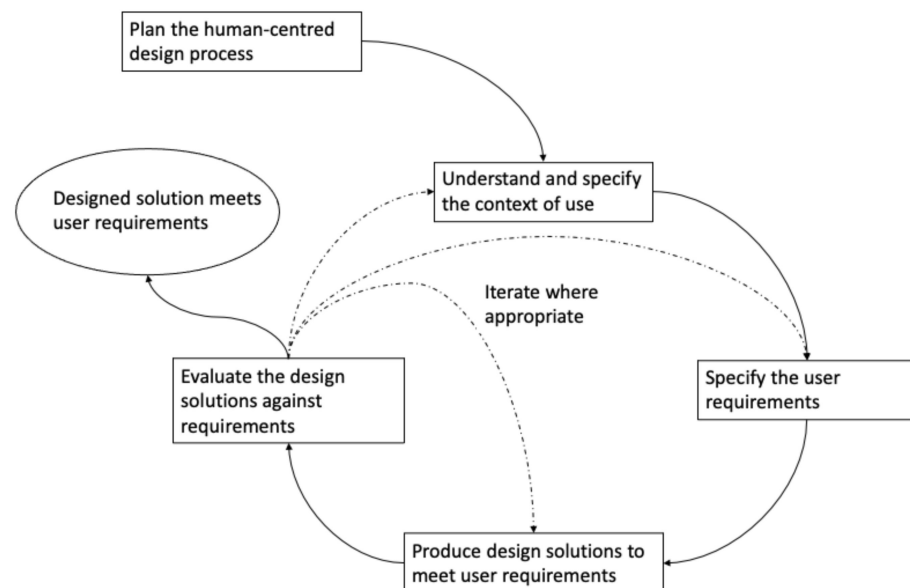 Plan the human-centred
design process
Understand and specify
the context of use
Designed solution meets
user requirements
Iterate where
appropriate
Evaluate the design
solutions against
requirements
Specify the user
requirements
Produce design solutions to
meet user requirements